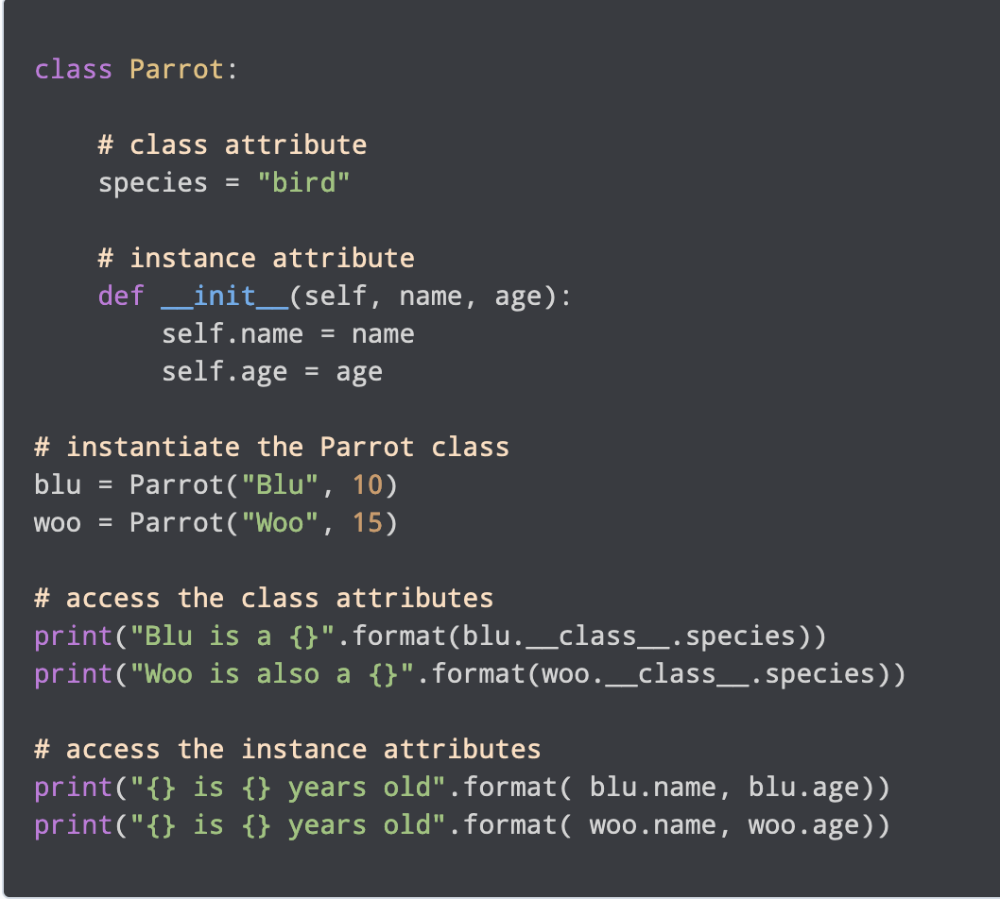 class Parrot:
    # class attribute
    species = "bird"
    # instance attribute
    def __init__(self, name, age):
        self.name = name
        self.age = age
# instantiate the Parrot class
blu = Parrot("Blu", 10)
woo = Parrot("Woo", 15)
# access the class attributes
print("Blu is a {}".format(blu.__class__.species))
print("Woo is also a {}".format(woo.__class__.species))
# access the instance attributes
print("{} is {} years old".format( blu.name, blu.age))
print("{} is {} years old".format( woo.name, woo.age))